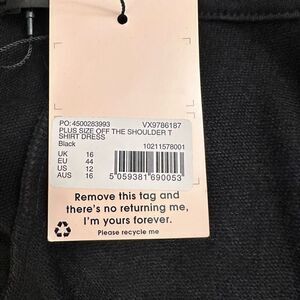 PO:4500283993 VX9786187
PLUS SIZE OFF THE SHOULDER T
SHIRT DRESS
Black 10211578001
UK 16
EU 44
US 12
AUS 16
5 059381 690053
Remove this tag and
there's no returning me,
I'm yours forever.
Please recycle me